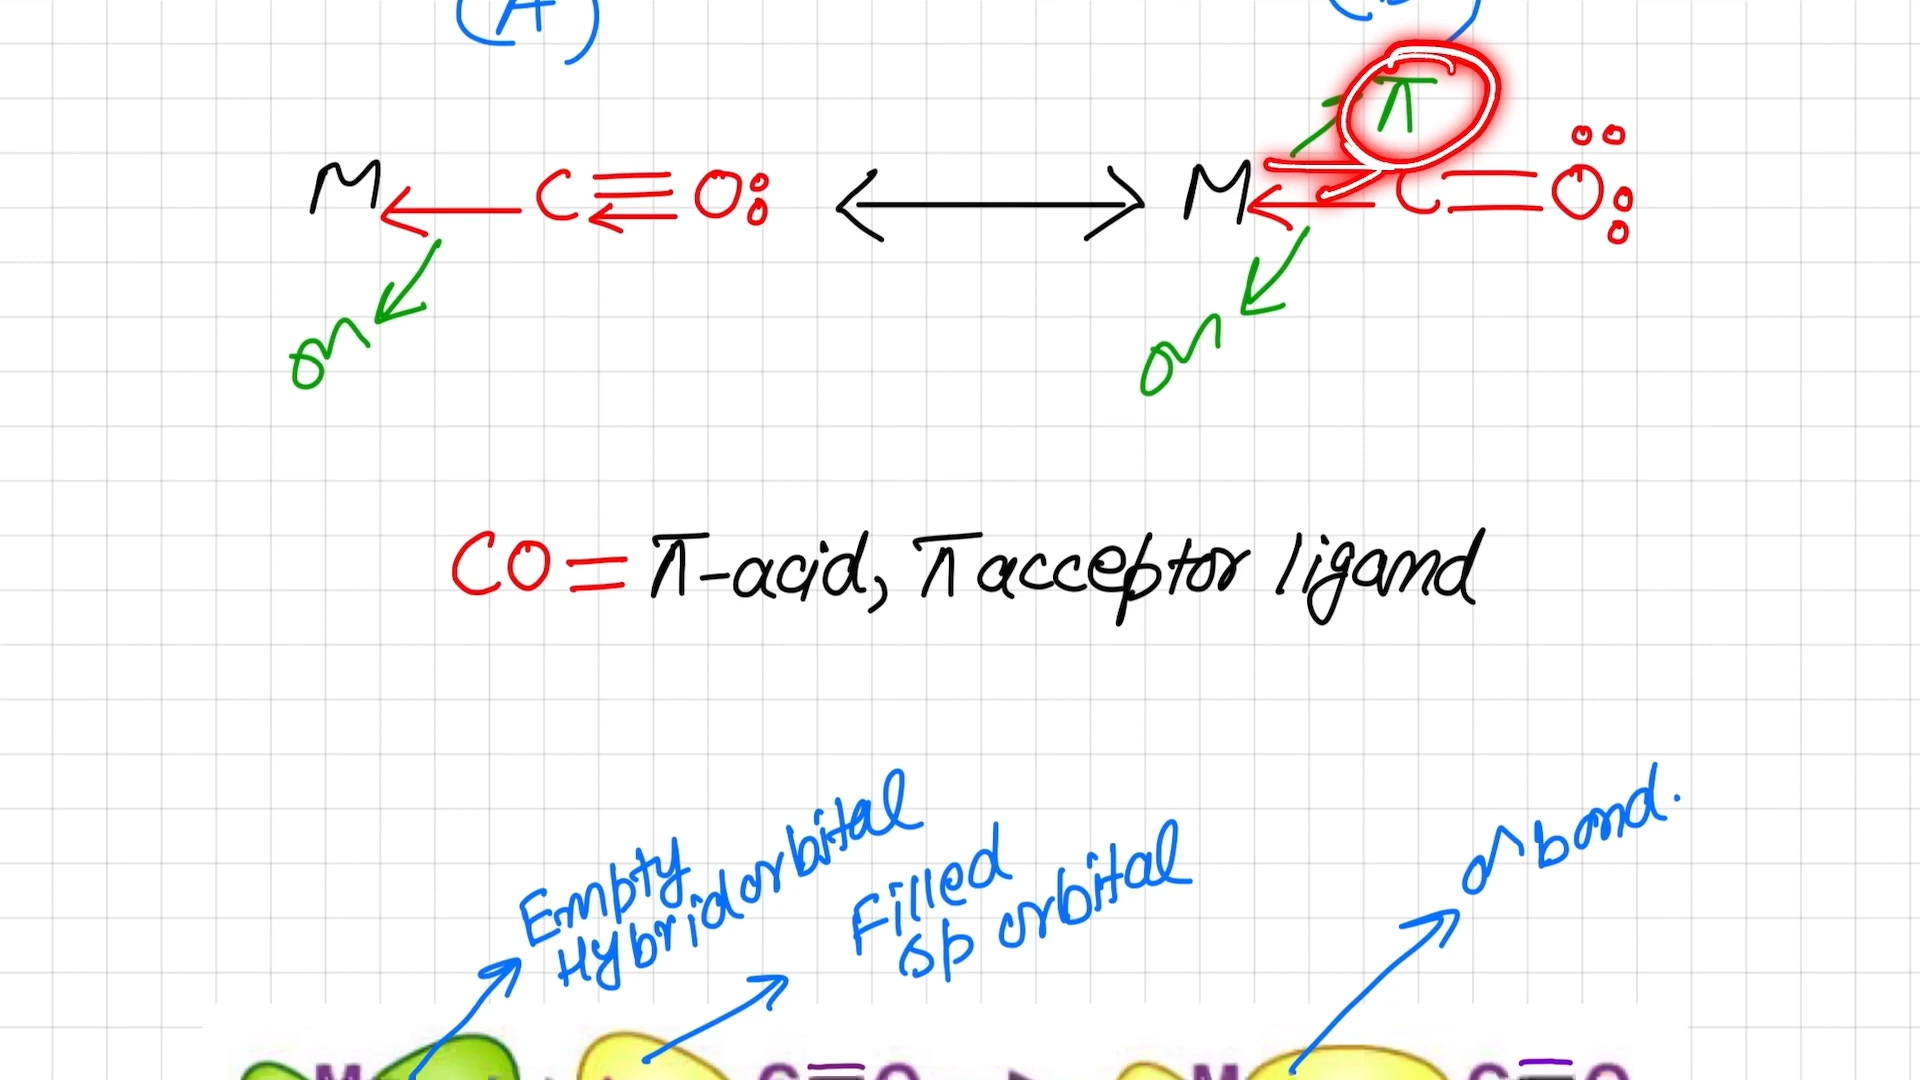 (A)
π
M ← C ≡ O: ⟷ M ⇄ C = O:
σ σ
CO = π-acid, π acceptor ligand
Empty
Hybrid orbital
Filled
sp orbital
σ bond.
M C≡O M C≡O